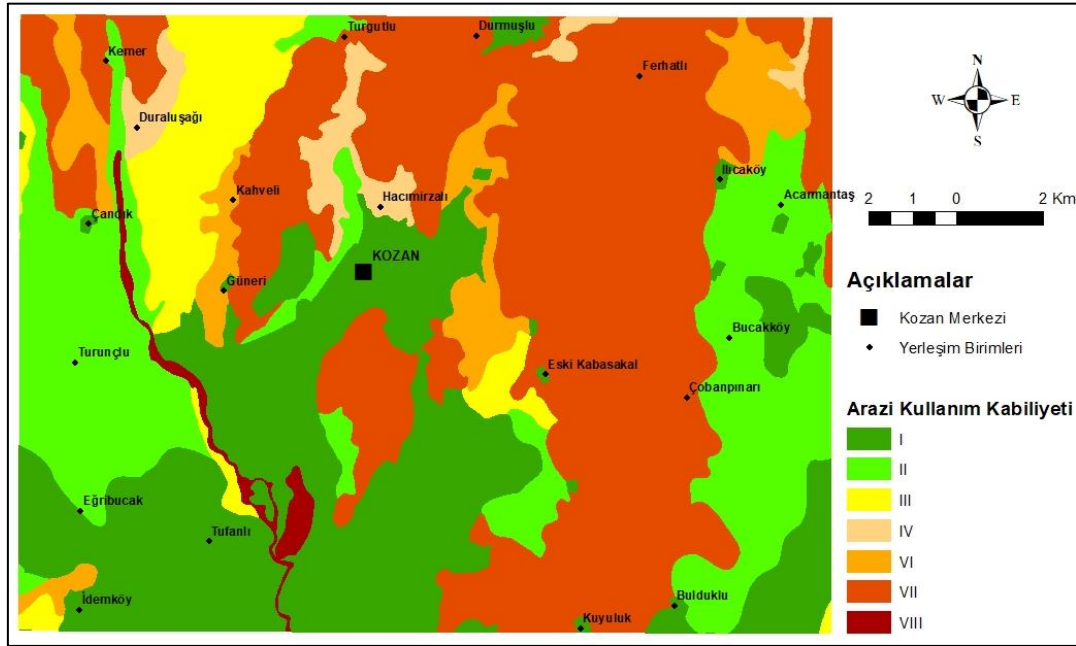 Turgutlu
Durmuşlu
Kemer
Ferhatlı
Duraluşağı
Ilıcaköy
Kahveli
Hacımirzalı
Acarmantaş
Çandık
KOZAN
Güneri
Bucakköy
Turunçlu
Eski Kabasakal
Çobanpınarı
Eğribucak
Tufanlı
İdemköy
Bulduklu
Kuyuluk
N
W
E
S
2 1 0 2 Km
Açıklamalar
Kozan Merkezi
Yerleşim Birimleri
Arazi Kullanım Kabiliyeti
I
II
III
IV
VI
VII
VIII